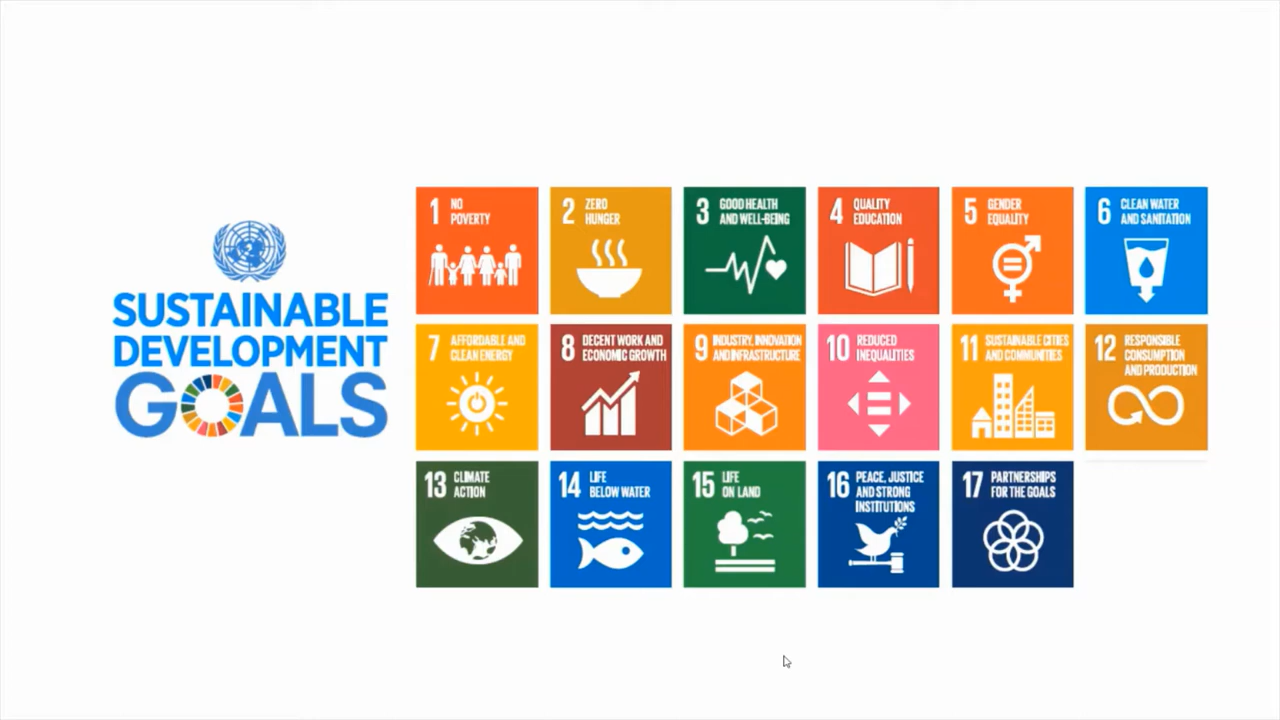 SUSTAINABLE
DEVELOPMENT
GOALS
1 NO
POVERTY
2 ZERO
HUNGER
3 GOOD HEALTH
AND WELL-BEING
4 QUALITY
EDUCATION
5 GENDER
EQUALITY
6 CLEAN WATER
AND SANITATION
7 AFFORDABLE AND
CLEAN ENERGY
8 DECENT WORK AND
ECONOMIC GROWTH
9 INDUSTRY, INNOVATION
AND INFRASTRUCTURE
10 REDUCED
INEQUALITIES
11 SUSTAINABLE CITIES
AND COMMUNITIES
12 RESPONSIBLE
CONSUMPTION
AND PRODUCTION
13 CLIMATE
ACTION
14 LIFE
BELOW WATER
15 LIFE
ON LAND
16 PEACE, JUSTICE
AND STRONG
INSTITUTIONS
17 PARTNERSHIPS
FOR THE GOALS